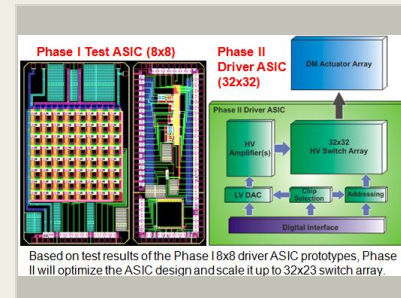 Phase I Test ASIC (8x8)
Phase II
Driver ASIC
(32x32)
DM Actuator Array
Phase II Driver ASIC
HV
Amplifier(s)
32x32
HV Switch Array
LV DAC
Chip
Selection
Addressing
Digital Interface
Based on test results of the Phase I 8x8 driver ASIC prototypes, Phase
II will optimize the ASIC design and scale it up to 32x23 switch array.